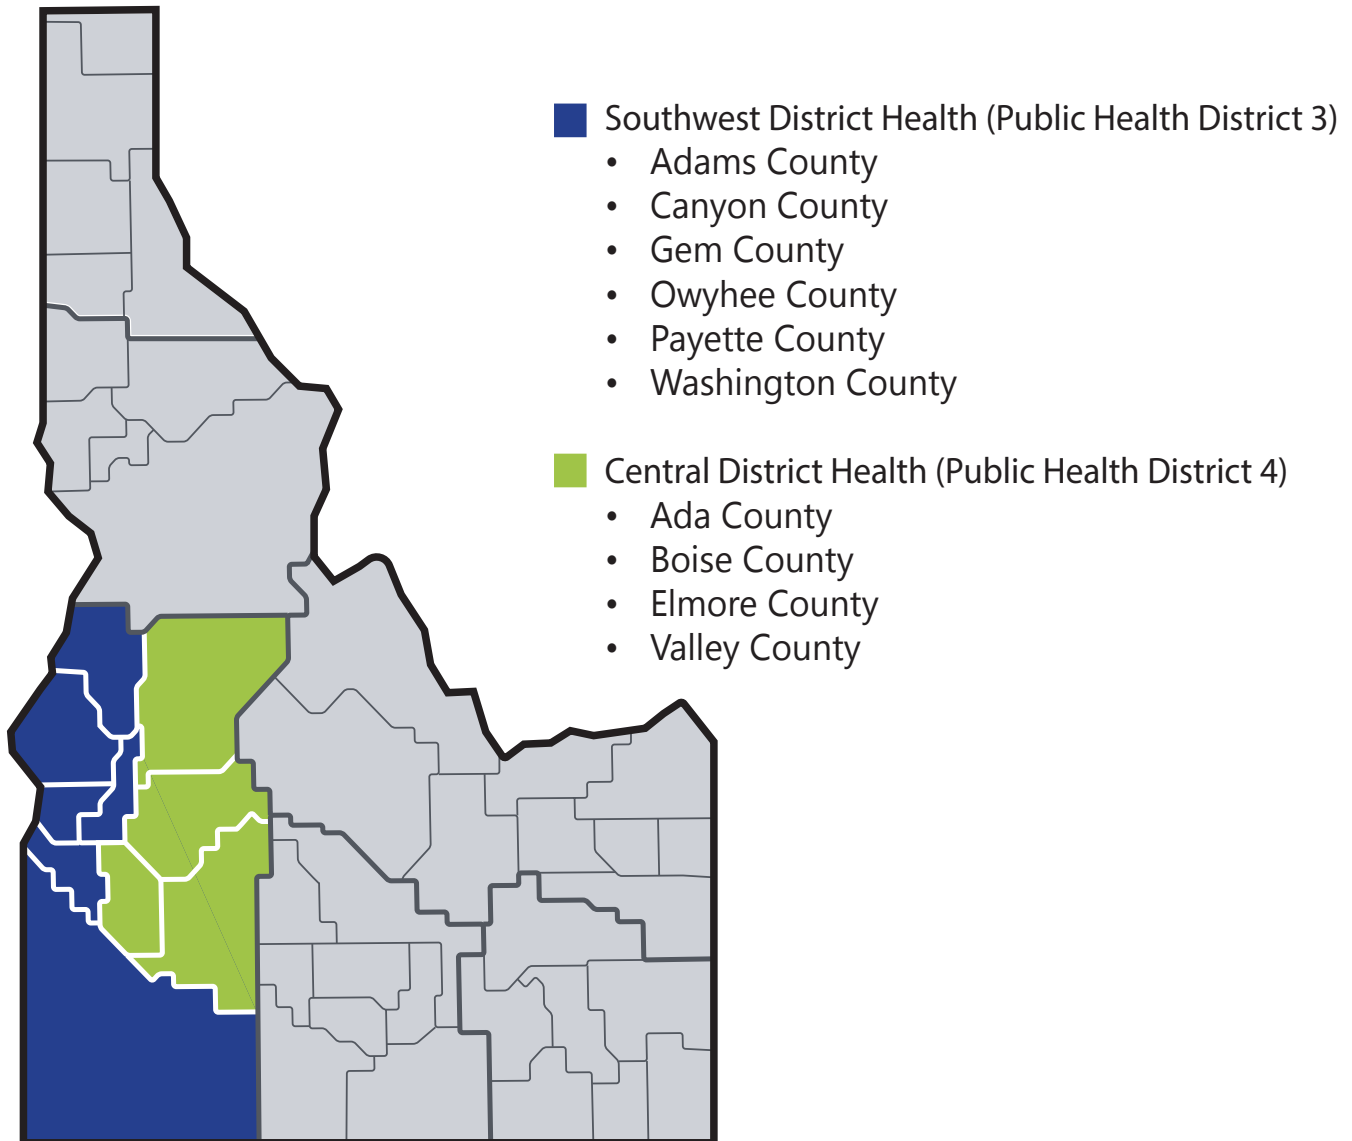 Southwest District Health (Public Health District 3)
• Adams County
• Canyon County
• Gem County
• Owyhee County
• Payette County
• Washington County
Central District Health (Public Health District 4)
• Ada County
• Boise County
• Elmore County
• Valley County